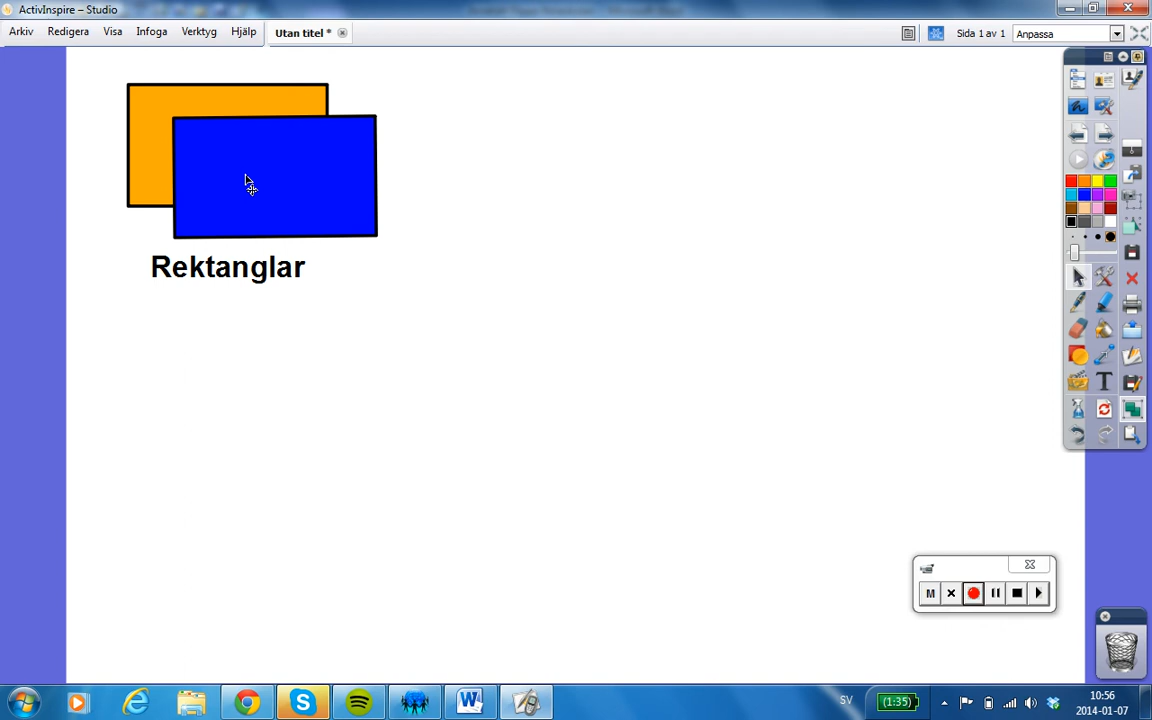 ActivInspire – Studio
Arkiv Redigera Visa Infoga Verktyg Hjälp Utan titel * Sida 1 av 1 Anpassa
Rektanglar
T
M
W
SV (1:35) 10:56
2014-01-07